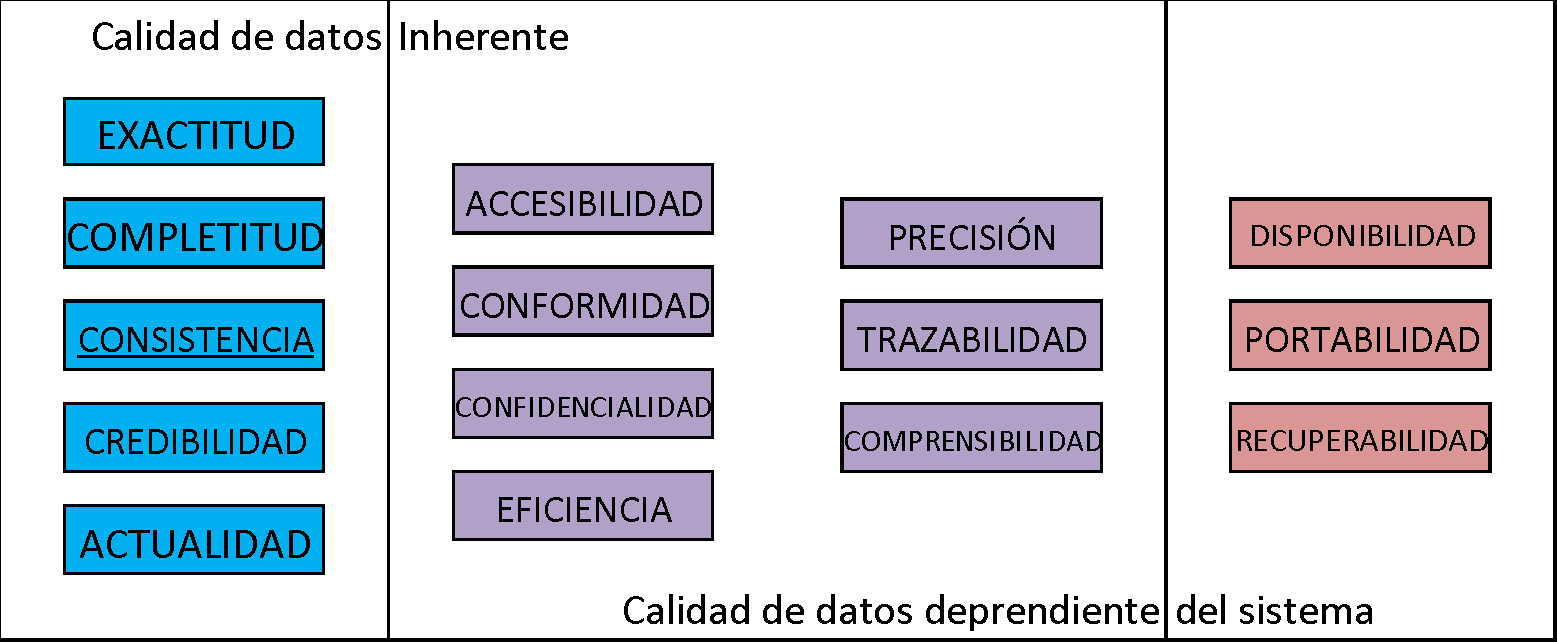 Calidad de datos Inherente
EXACTITUD
COMPLETITUD
CONSISTENCIA
CREDIBILIDAD
ACTUALIDAD
ACCESIBILIDAD
CONFORMIDAD
CONFIDENCIALIDAD
EFICIENCIA
PRECISIÓN
TRAZABILIDAD
COMPRENSIBILIDAD
DISPONIBILIDAD
PORTABILIDAD
RECUPERABILIDAD
Calidad de datos deprendiente del sistema